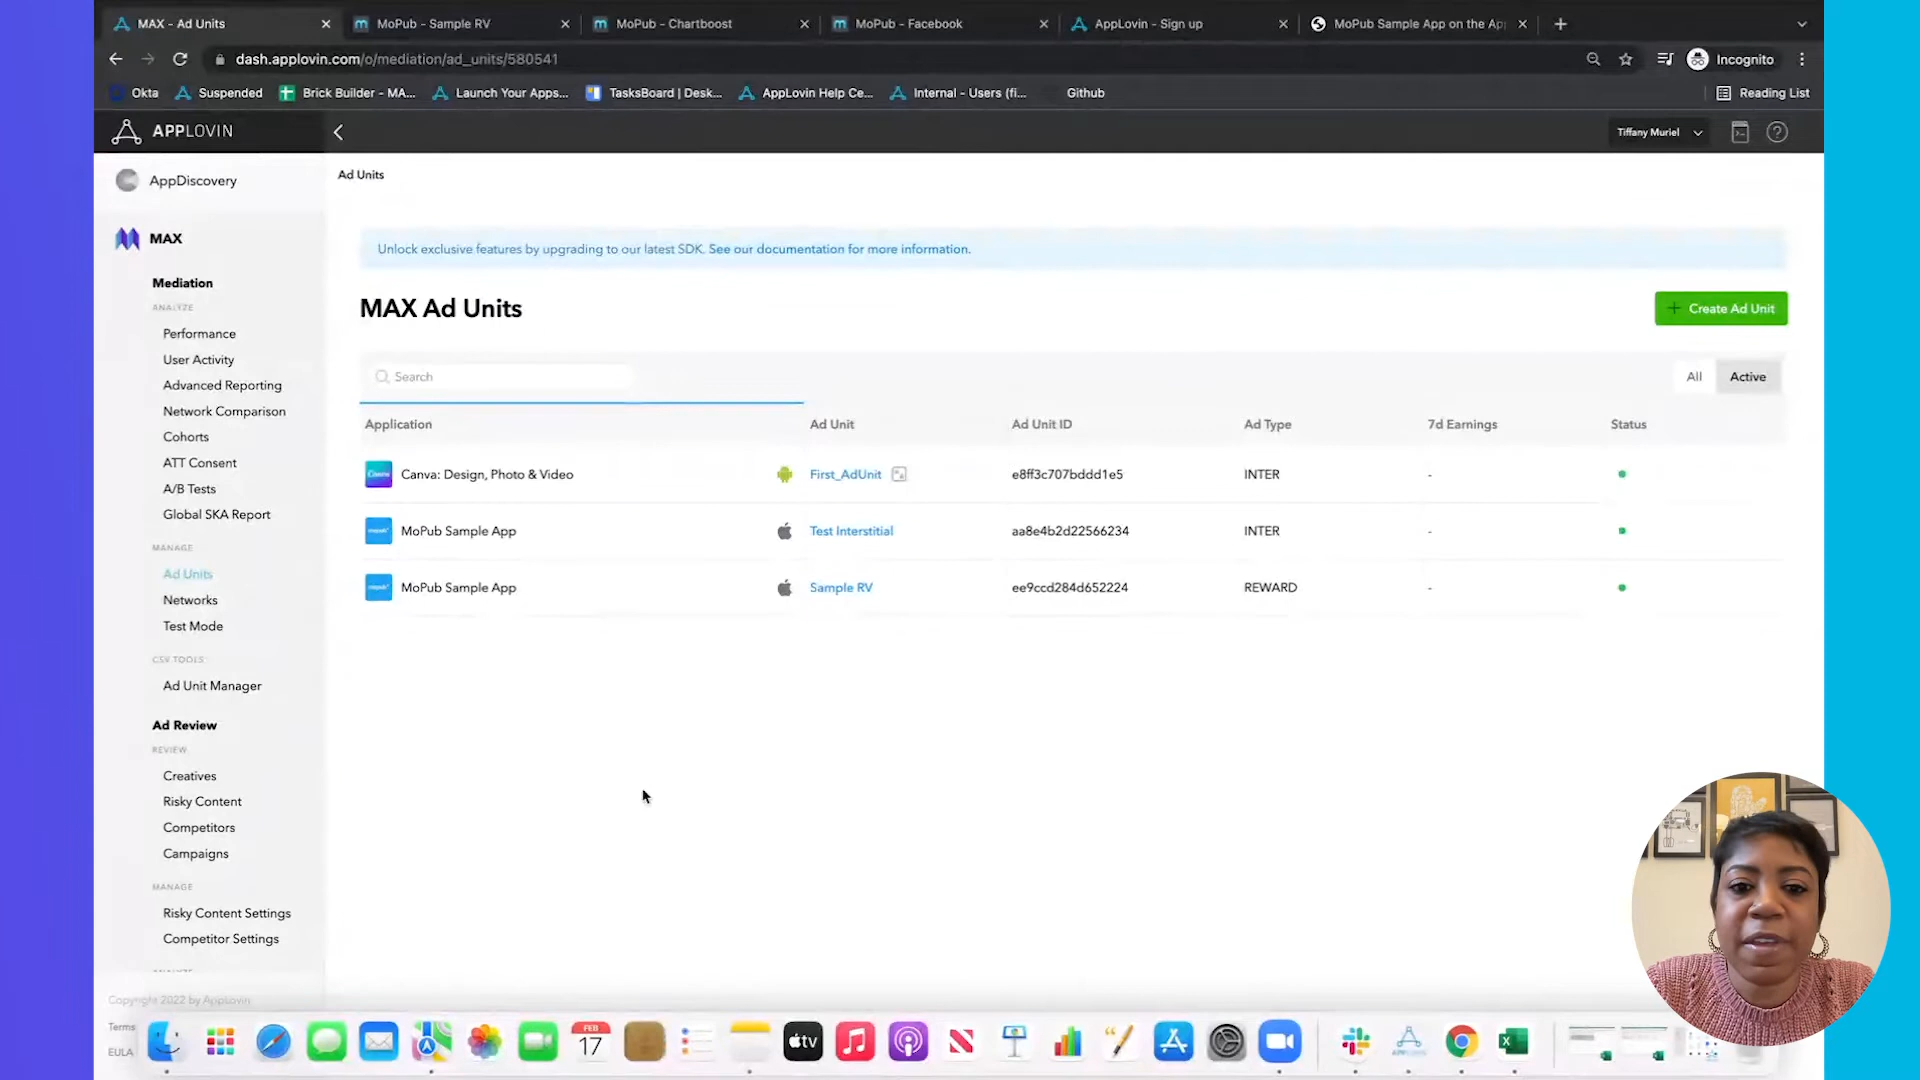 MAX - Ad Units
MoPub - Sample RV
MoPub - Chartboost
MoPub - Facebook
AppLovin - Sign up
MoPub Sample App on the Ap
dash.applovin.com/o/mediation/ad_units/580541
Incognito
Okta
Suspended
Brick Builder - MA...
Launch Your Apps...
TasksBoard | Desk...
AppLovin Help Ce...
Internal - Users (fi...
Github
Reading List
APPLOVIN
Tiffany Muriel
AppDiscovery
MAX
Mediation
ANALYZE
Performance
User Activity
Advanced Reporting
Network Comparison
Cohorts
ATT Consent
A/B Tests
Global SKA Report
MANAGE
Ad Units
Networks
Test Mode
CSV TOOLS
Ad Unit Manager
Ad Review
REVIEW
Creatives
Risky Content
Competitors
Campaigns
MANAGE
Risky Content Settings
Competitor Settings
Copyright 2022 by AppLovin
Terms
EULA
Ad Units
Unlock exclusive features by upgrading to our latest SDK. See our documentation for more information.
MAX Ad Units
+ Create Ad Unit
Search
All
Active
Application Ad Unit Ad Unit ID Ad Type 7d Earnings Status
Canva: Design, Photo & Video First_AdUnit e8ff3c707bddd1e5 INTER -
MoPub Sample App Test Interstitial aa8e4b2d22566234 INTER -
MoPub Sample App Sample RV ee9ccd284d652224 REWARD -
FEB
17
tv